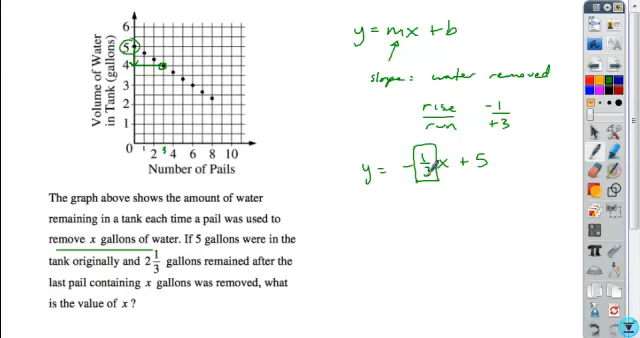 6
5
4
3
2
1
0
1 2 3 4 6 8 10
Volume of Water
in Tank (gallons)
Number of Pails
The graph above shows the amount of water
remaining in a tank each time a pail was used to
remove x gallons of water. If 5 gallons were in the
tank originally and 2 1/3 gallons remained after the
last pail containing x gallons was removed, what
is the value of x ?
y = mx + b
slope: water removed
rise/run -1/+3
y = - 1/3 x + 5